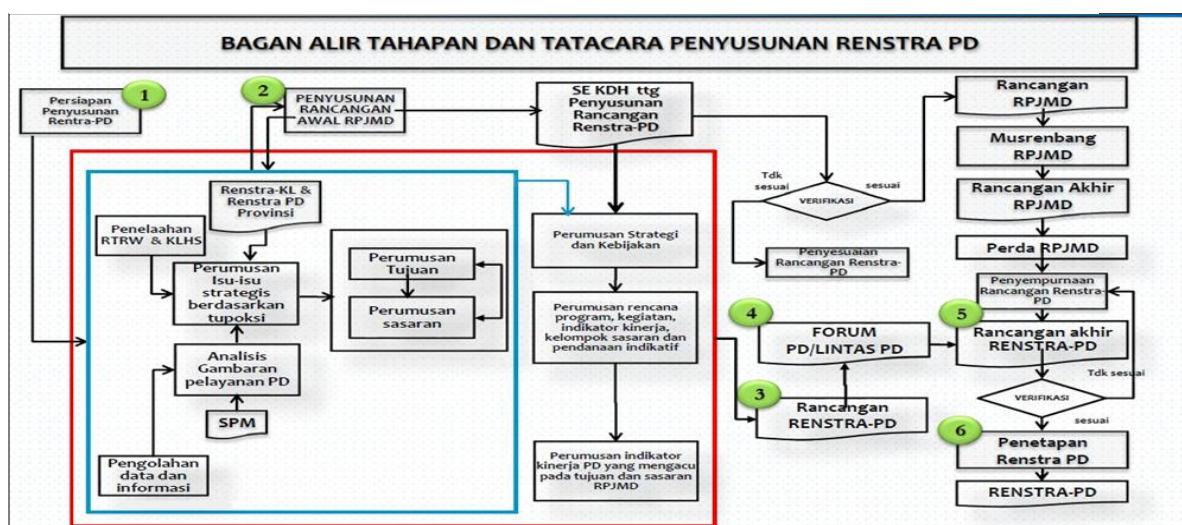 BAGAN ALIR TAHAPAN DAN TATACARA PENYUSUNAN RENSTRA PD
1
Persiapan
Penyusunan
Rentra-PD
2
PENYUSUNAN
RANCANGAN
AWAL RPJMD
SE KDH ttg
Penyusunan
Rancangan
Renstra-PD
Rancangan
RPJMD
Musrenbang
RPJMD
Rancangan Akhir
RPJMD
Perda RPJMD
Penyempurnaan
Rancangan Renstra-
PD
Tdk
sesuai
sesuai
VERIFIKASI
Penyesuaian
Rancangan Renstra-
PD
Renstra-KL &
Renstra PD
Provinsi
Penelaahan
RTRW & KLHS
Perumusan
Isu-isu
strategis
berdasarkan
tupoksi
Perumusan
Tujuan
Perumusan
sasaran
Analisis
Gambaran
pelayanan PD
SPM
Pengolahan
data dan
informasi
Perumusan Strategi
dan Kebijakan
Perumusan rencana
program, kegiatan,
indikator kinerja,
kelompok sasaran dan
pendanaan indikatif
Perumusan indikator
kinerja PD yang mengacu
pada tujuan dan sasaran
RPJMD
3
Rancangan
RENSTRA-PD
4
FORUM
PD/LINTAS PD
5
Rancangan akhir
RENSTRA-PD
Tdk sesuai
VERIFIKASI
sesuai
6
Penetapan
Renstra PD
RENSTRA-PD